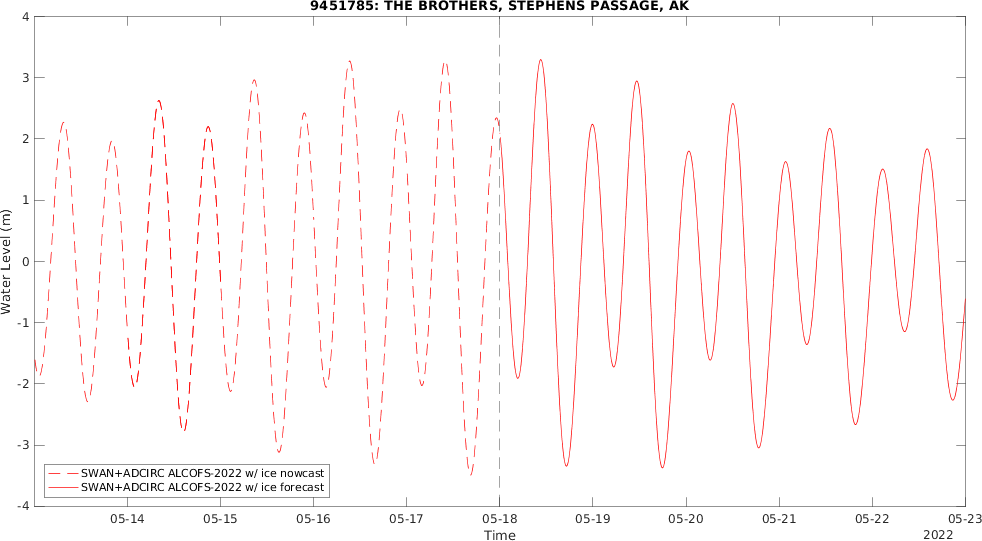 9451785: THE BROTHERS, STEPHENS PASSAGE, AK
Water Level (m)
4
3
2
1
0
-1
-2
-3
-4
SWAN+ADCIRC ALCOFS-2022 w/ ice nowcast
SWAN+ADCIRC ALCOFS-2022 w/ ice forecast
05-14 05-15 05-16 05-17 05-18 05-19 05-20 05-21 05-22 05-23
Time
2022